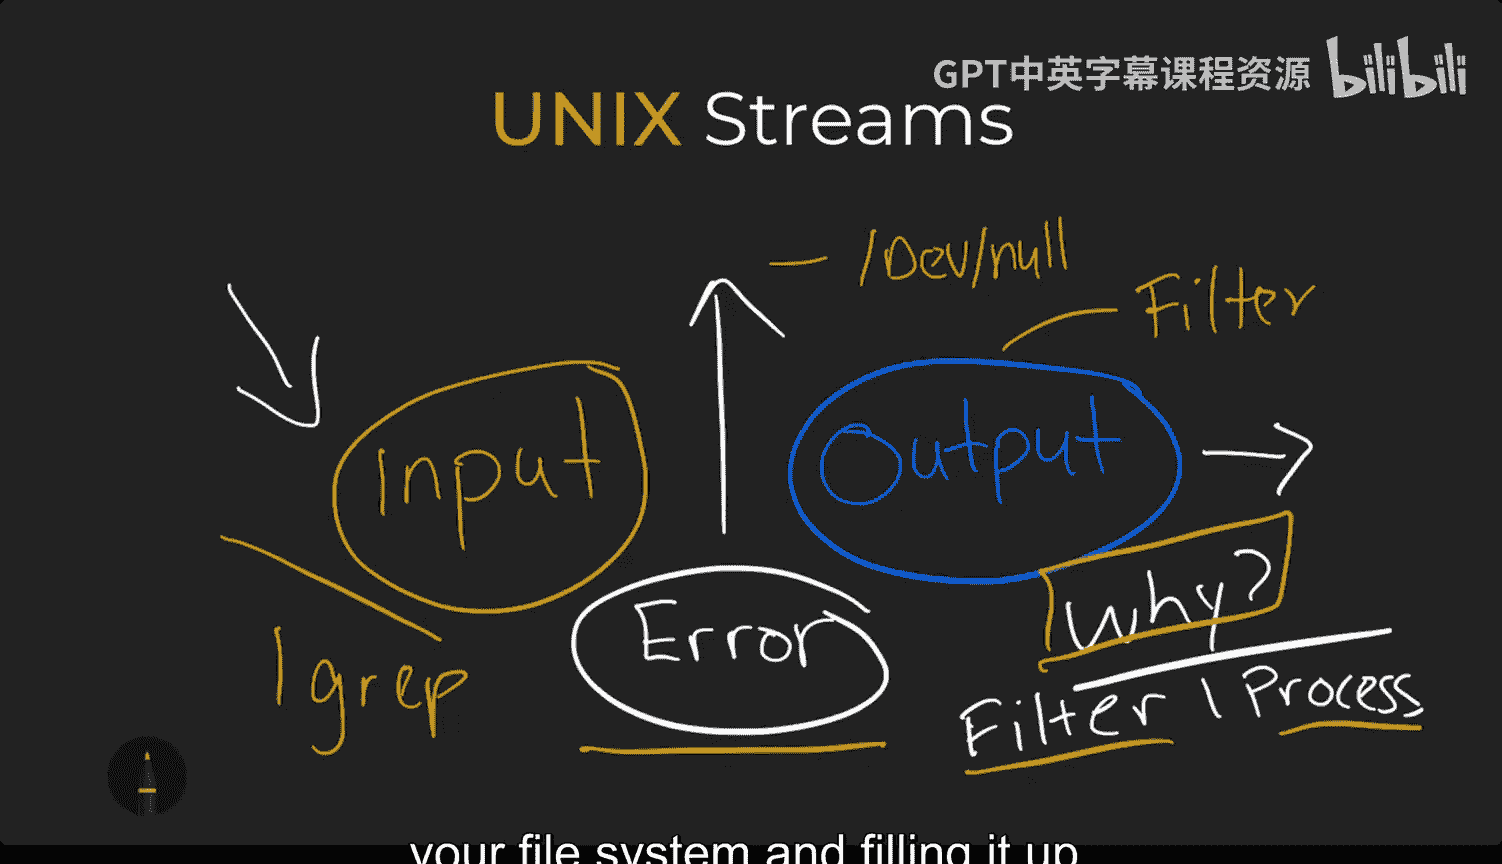 GPT中英字幕课程资源 bilibili
UNIX Streams
/Dev/null
Filter
Input
Output
Error
Why?
| grep
Filter | Process
your file system and filling it up